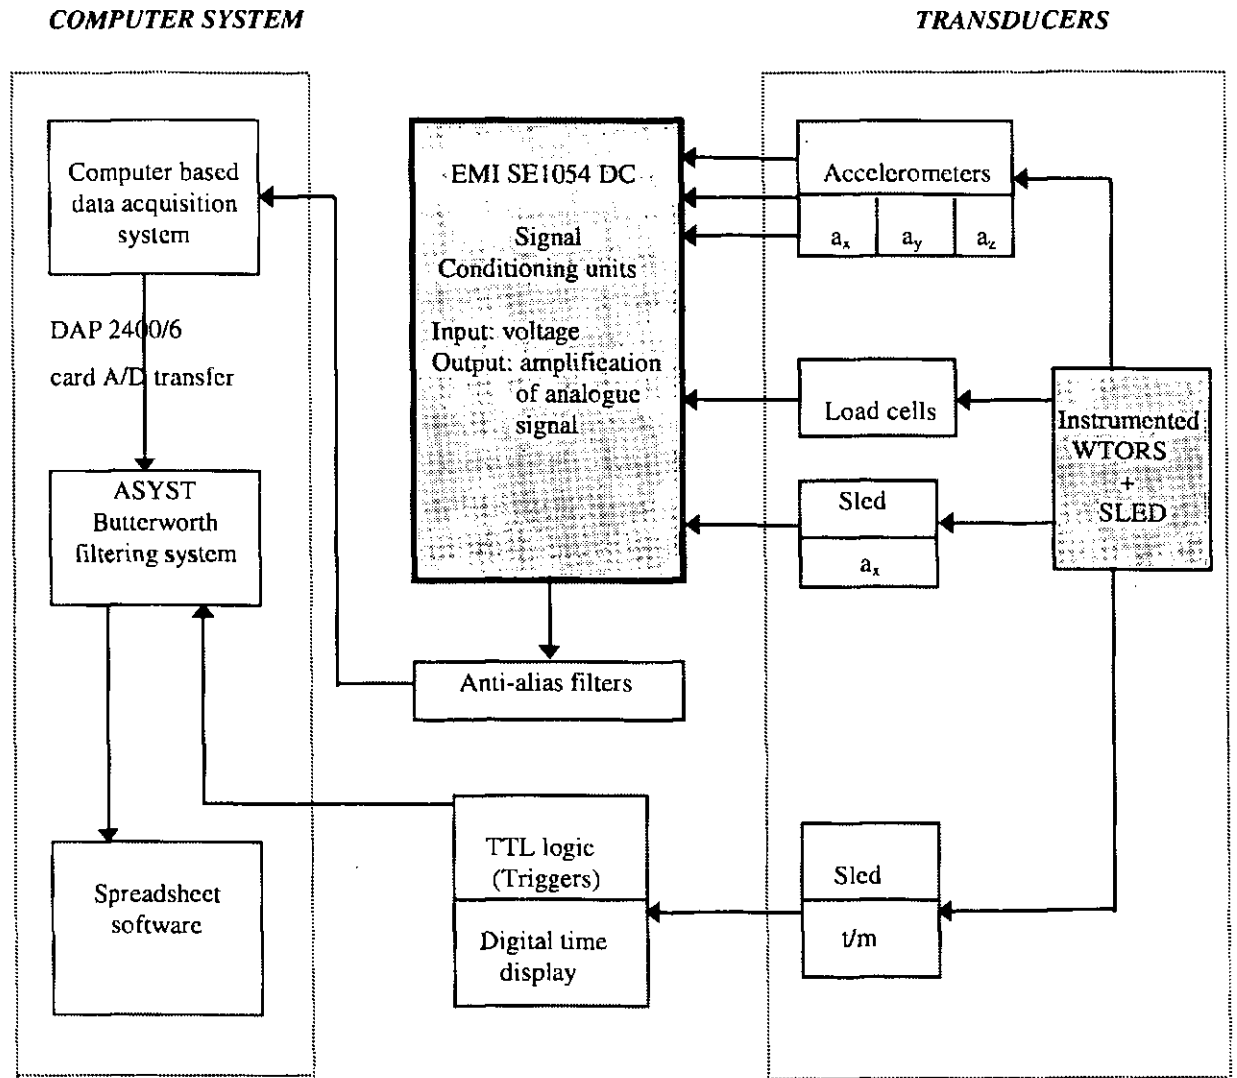 COMPUTER SYSTEM
TRANSDUCERS
Computer based
data acquisition
system
DAP 2400/6
card A/D transfer
ASYST
Butterworth
filtering system
Spreadsheet
software
EMI SE1054 DC
Signal
Conditioning units
Input: voltage
Output: amplification
of analogue
signal
Anti-alias filters
TTL logic
(Triggers)
Digital time
display
Accelerometers
aₓ a_y a_z
Load cells
Sled
aₓ
Sled
t/m
Instrumented
WTORS
+
SLED